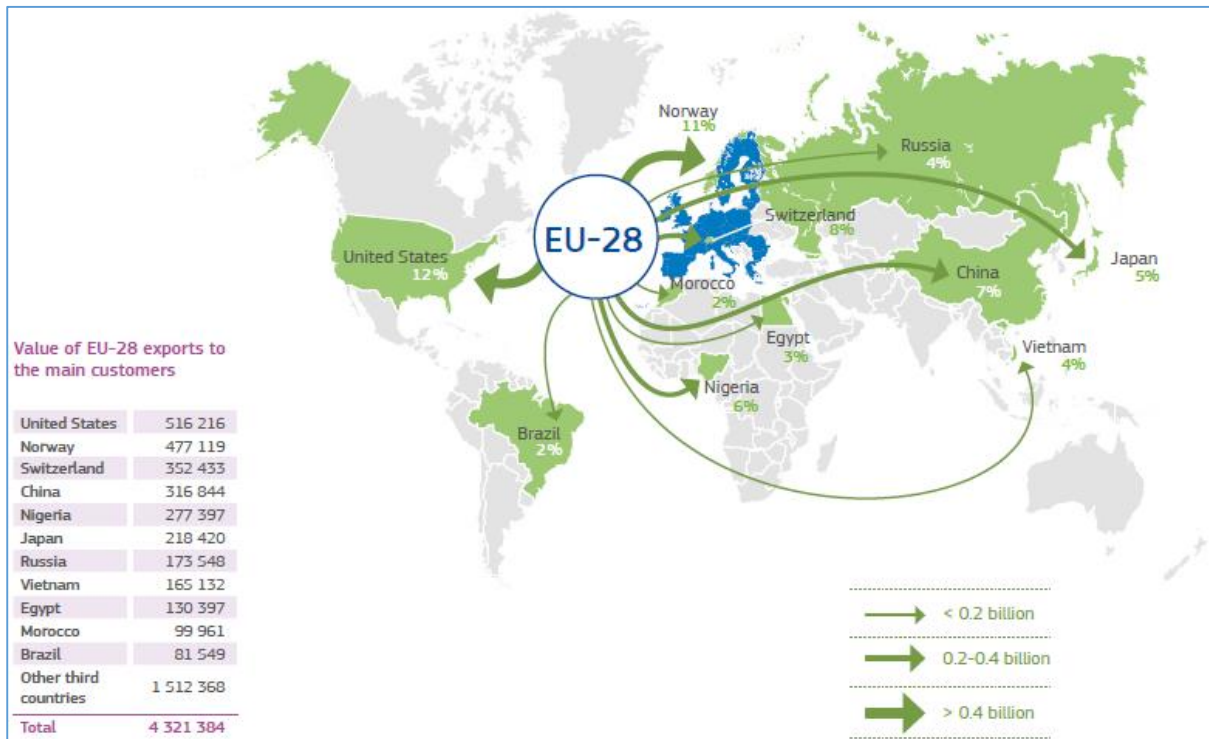 Norway
11%
Russia
4%
EU-28
Switzerland
8%
United States
12%
Japan
5%
China
7%
Morocco
2%
Egypt
3%
Vietnam
4%
Nigeria
6%
Brazil
2%
Value of EU-28 exports to
the main customers
United States 516 216
Norway 477 119
Switzerland 352 433
China 316 844
Nigeria 277 397
Japan 218 420
Russia 173 548
Vietnam 165 132
Egypt 130 397
Morocco 99 961
Brazil 81 549
Other third
countries 1 512 368
Total 4 321 384
< 0.2 billion
0.2-0.4 billion
> 0.4 billion